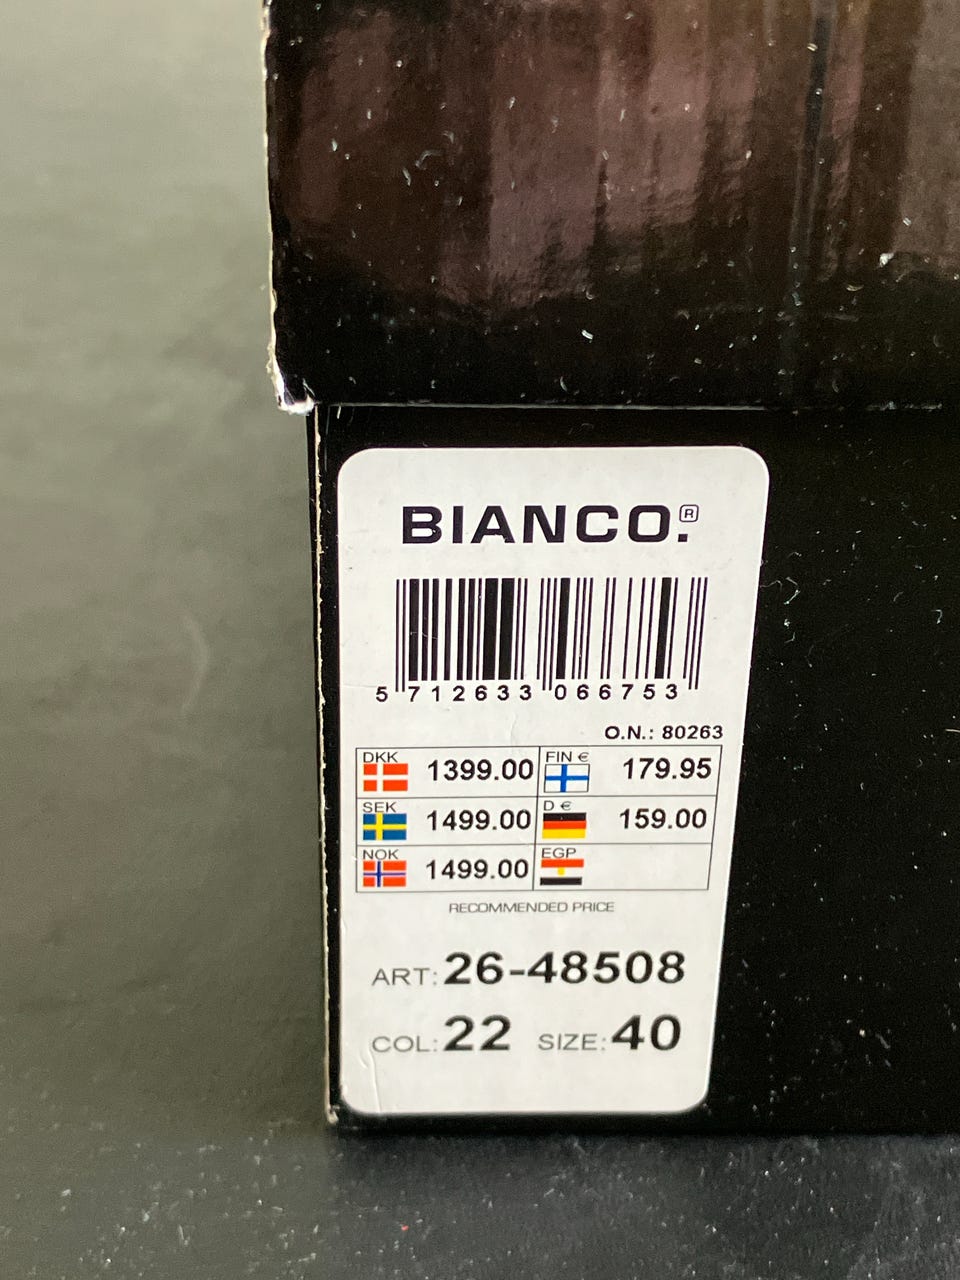 BIANCO.®
5 712633 066753
O.N.: 80263
DKK 1399.00 FIN € 179.95
SEK 1499.00 D € 159.00
NOK 1499.00 EGP
RECOMMENDED PRICE
ART: 26-48508
COL: 22 SIZE: 40